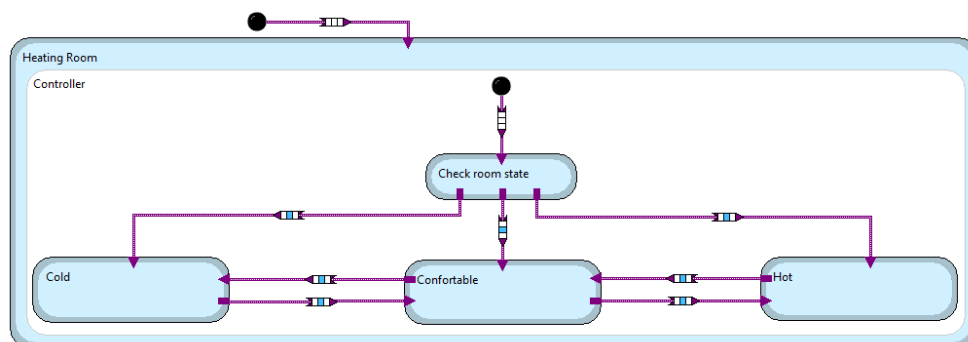 Heating Room
Controller
Check room state
Cold
Confortable
Hot